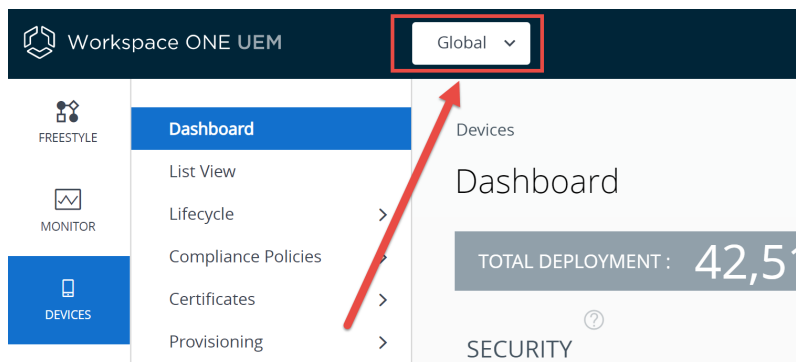 Workspace ONE UEM
Global
FREESTYLE
MONITOR
DEVICES
Dashboard
List View
Lifecycle
Compliance Policies
Certificates
Provisioning
Devices
Dashboard
TOTAL DEPLOYMENT :
?
SECURITY